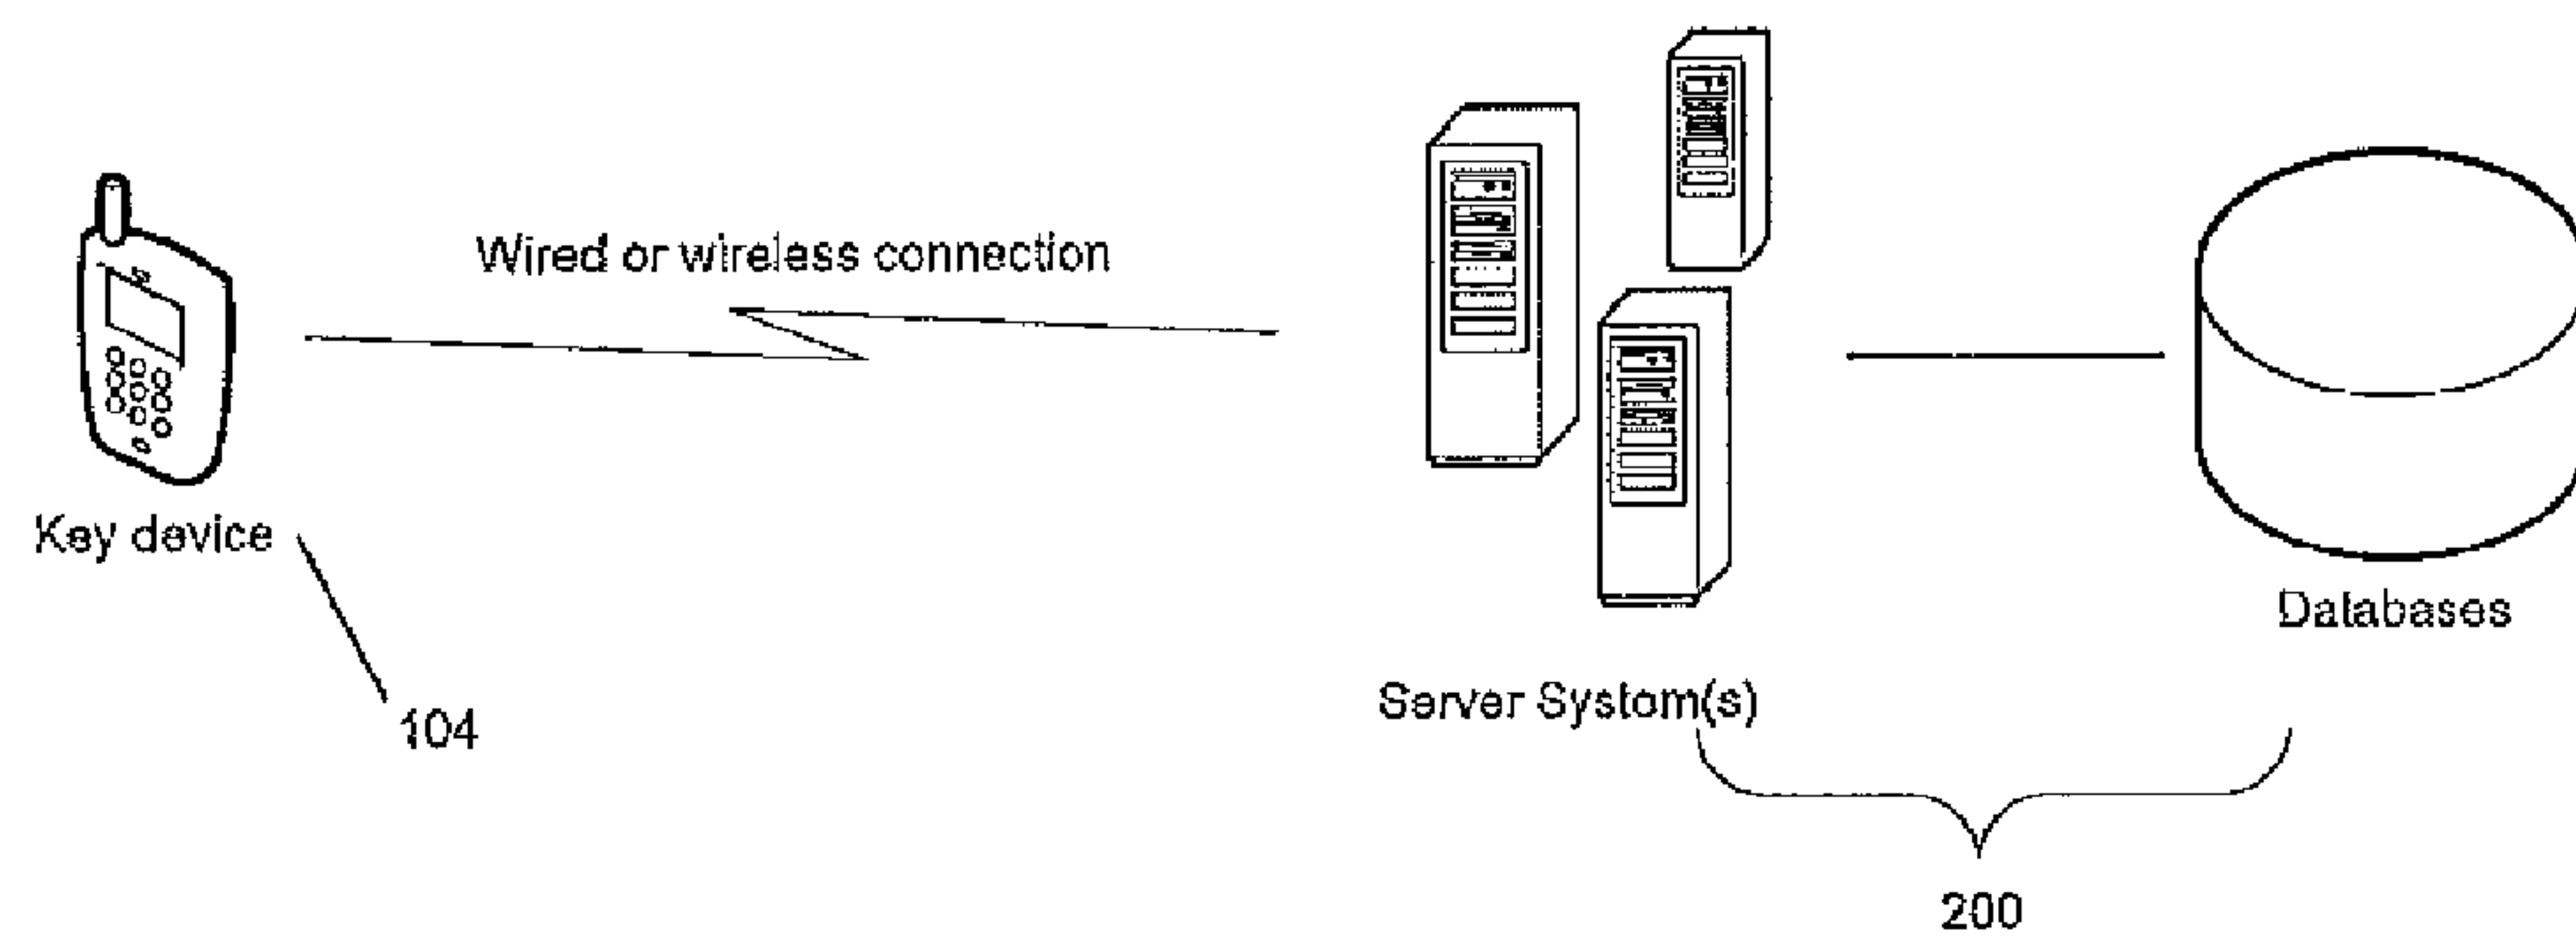 Wired or wireless connection
Key device
104
Server System(s)
Databases
200